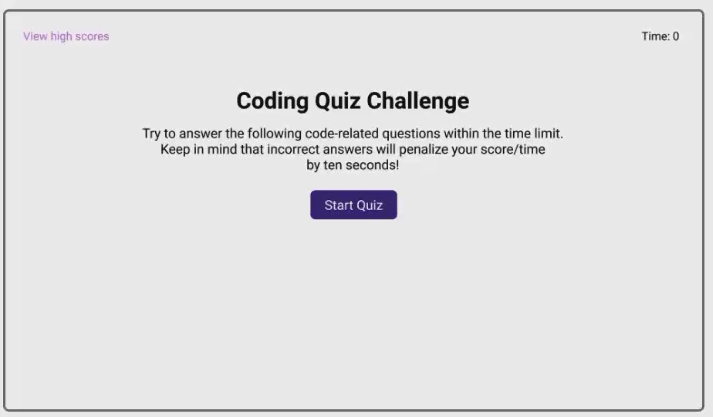 View high scores
Time: 0
Coding Quiz Challenge
Try to answer the following code-related questions within the time limit.
Keep in mind that incorrect answers will penalize your score/time
by ten seconds!
Start Quiz